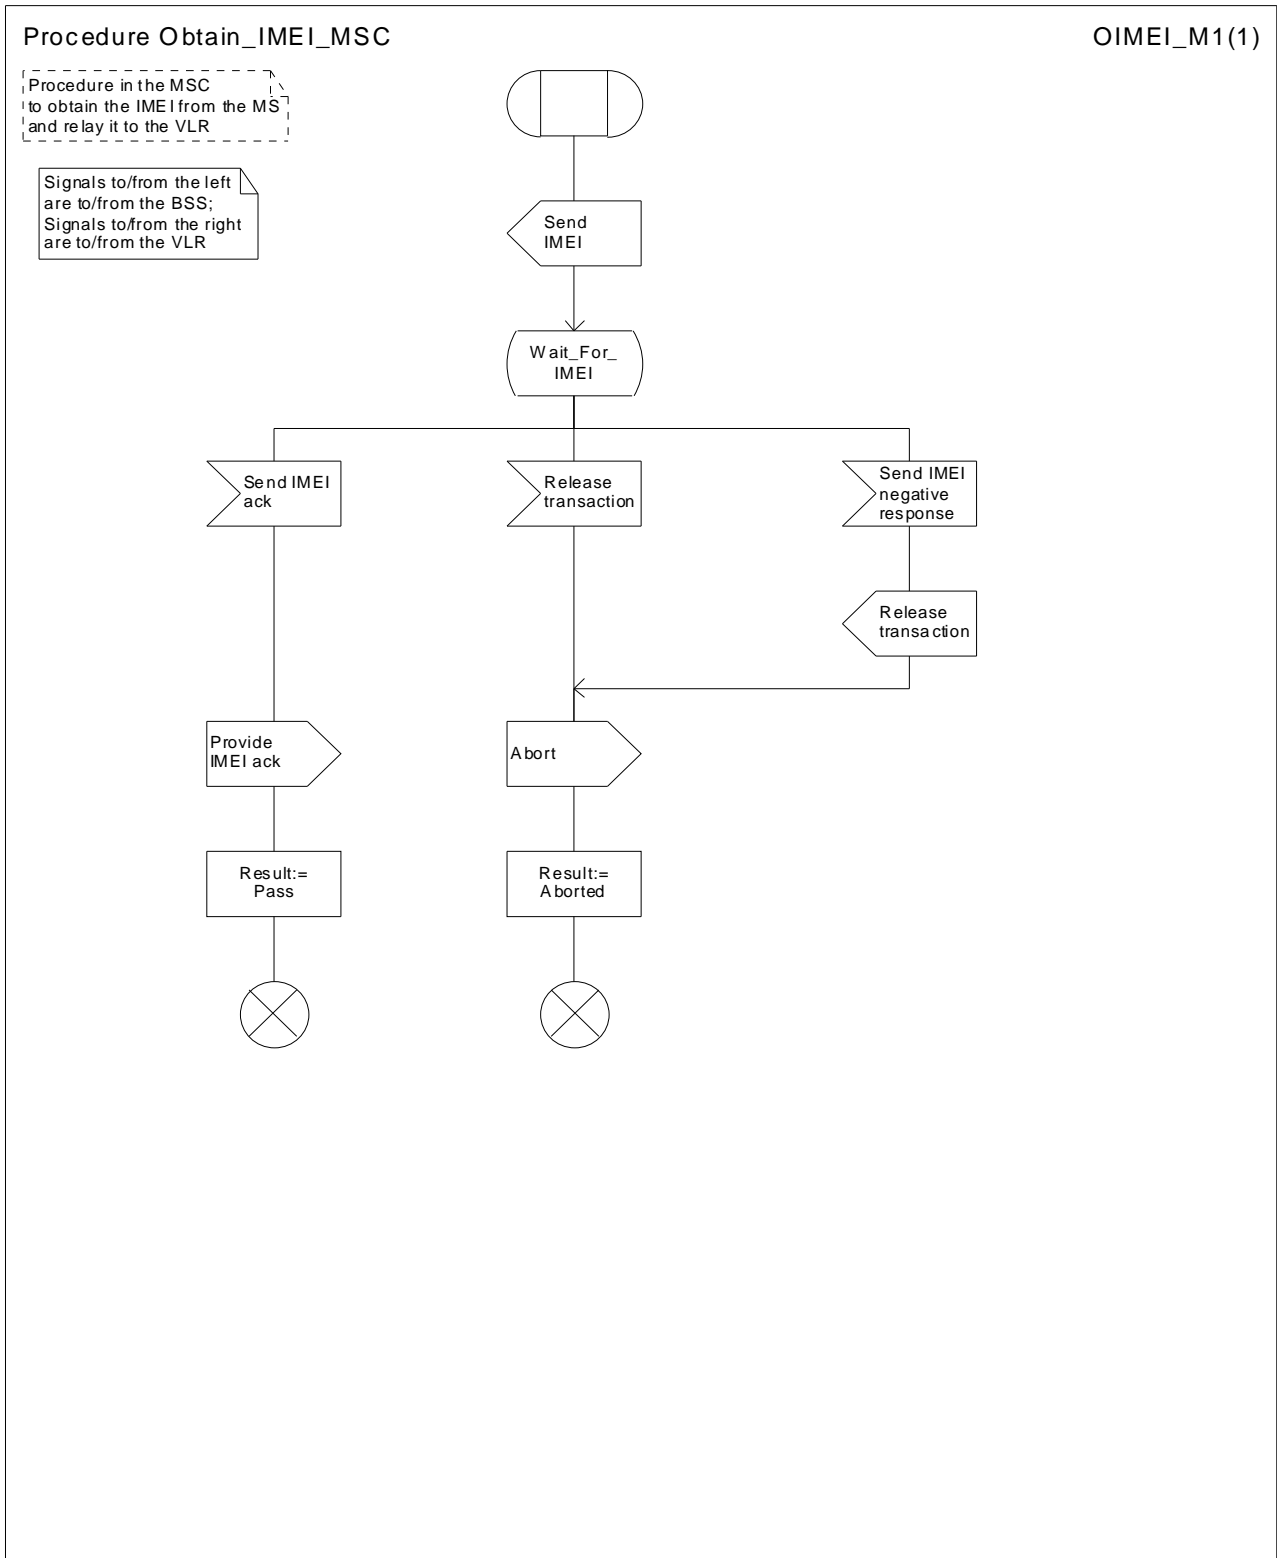 Procedure Obtain_IMEI_MSC
OIMEI_M1(1)
Procedure in the MSC
to obtain the IMEI from the MS
and relay it to the VLR
Signals to/from the left
are to/from the BSS;
Signals to/from the right
are to/from the VLR
Send
IMEI
Wait_For_
IMEI
Send IMEI
ack
Release
transaction
Send IMEI
negative
response
Release
transaction
Provide
IMEI ack
Abort
Result:=
Pass
Result:=
Aborted